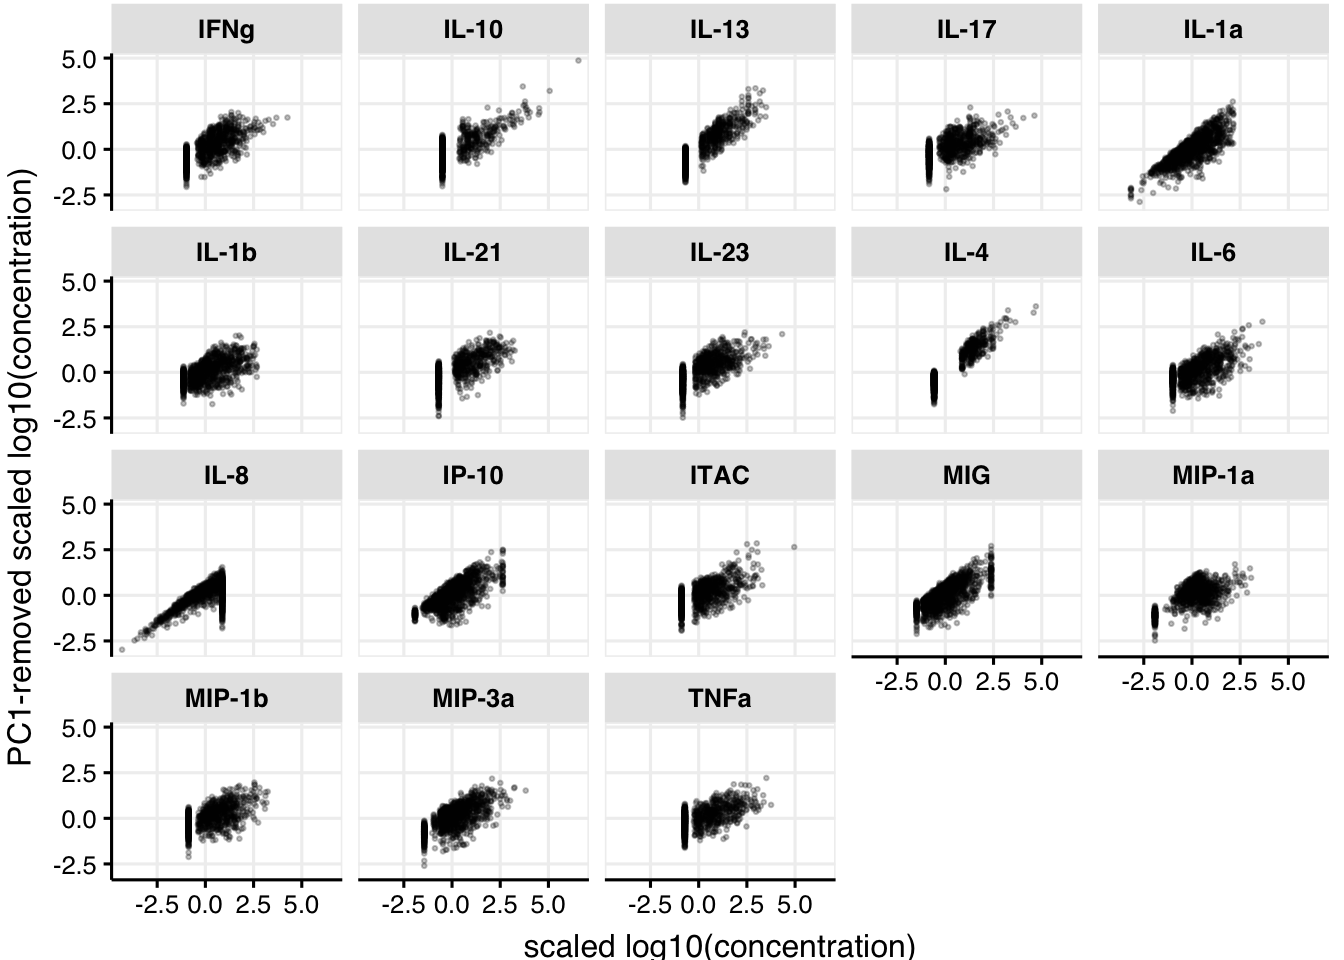 IFNg IL-10 IL-13 IL-17 IL-1a
5.0
2.5
0.0
-2.5
IL-1b IL-21 IL-23 IL-4 IL-6
5.0
2.5
0.0
-2.5
IL-8 IP-10 ITAC MIG MIP-1a
5.0
2.5
0.0
-2.5
-2.5 0.0 2.5 5.0 -2.5 0.0 2.5 5.0
MIP-1b MIP-3a TNFa
5.0
2.5
0.0
-2.5
-2.5 0.0 2.5 5.0 -2.5 0.0 2.5 5.0 -2.5 0.0 2.5 5.0
scaled log10(concentration)
PC1-removed scaled log10(concentration)